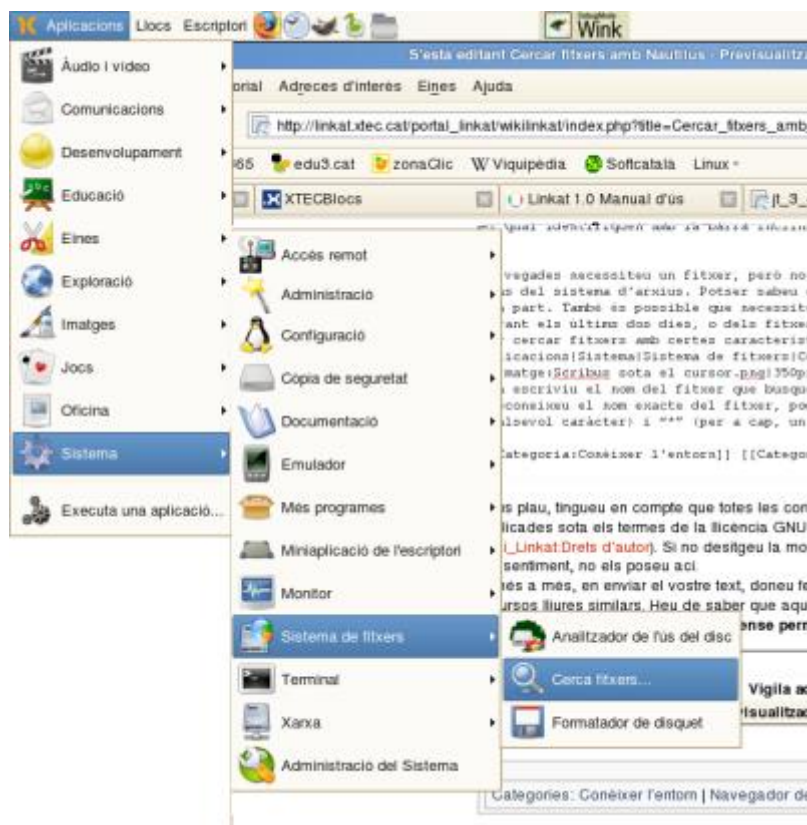 Aplicacions Llocs Escriptori
Wink
S'està editant Cercar fitxers amb Nautilus - Previsualitza
orial Adreces d'interès Eines Ajuda
http://linkat.xtec.cat/portal_linkat/wikilinkat/index.php?title=Cercar_fitxers_amb
65 edu3.cat zonaClic Viquipèdia Softcatalà Linux
XTECBlocs Linkat 1.0 Manual d'ús jt_3_
Àudio i vídeo
Comunicacions
Desenvolupament
Educació
Eines
Exploració
Imatges
Jocs
Oficina
Sistema
Executa una aplicació...
Accés remot
Administració
Configuració
Còpia de seguretat
Documentació
Emulador
Més programes
Miniaplicació de l'escriptori
Monitor
Sistema de fitxers
Terminal
Xarxa
Administració del Sistema
Analitzador de l'ús del disc
Cerca fitxers...
Formatador de disquet
vegades necessiteu un fitxer, però no
s del sistema d'arxius. Potser sabeu
part. També és possible que necessit
ant els últims dos dies, o dels fitxe
cercar fitxers amb certes caracterís
licacions|Sistema|Sistema de fitxers|C
matge:Scribus sota el cursor.png|350p
escriviu el nom del fitxer que busqu
coneixeu el nom exacte del fitxer, po
lsevol caràcter) i "*" (per a cap, un
Categoria:Conèixer l'entorn]] [[Catego
us plau, tingueu en compte que totes les con
licades sota els termes de la llicència GNU
i_Linkat:Drets d'autor). Si no desitgeu la mo
sentiment, no els poseu ací.
és a més, en enviar el vostre text, doneu fe
ursos lliures similars. Heu de saber que aqu
ense perm
Vigila a
isualitza
Categories: Conèixer l'entorn | Navegador de